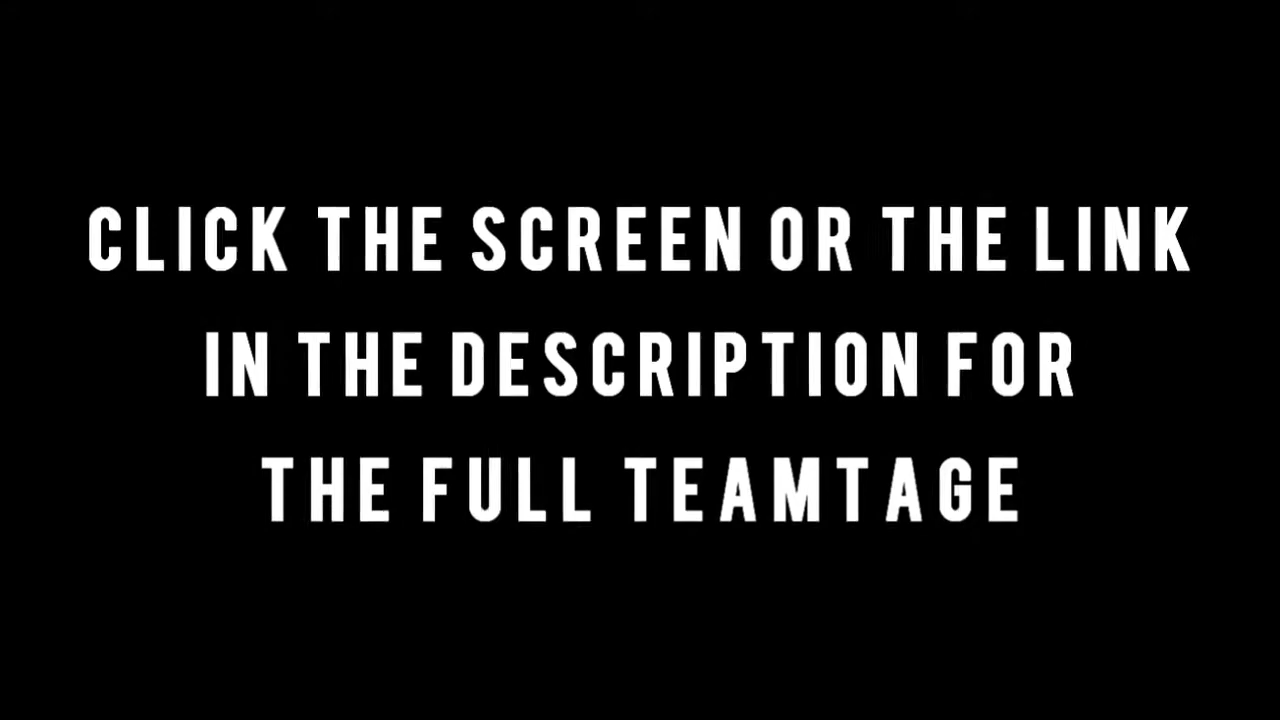 CLICK THE SCREEN OR THE LINK
IN THE DESCRIPTION FOR
THE FULL TEAMTAGE